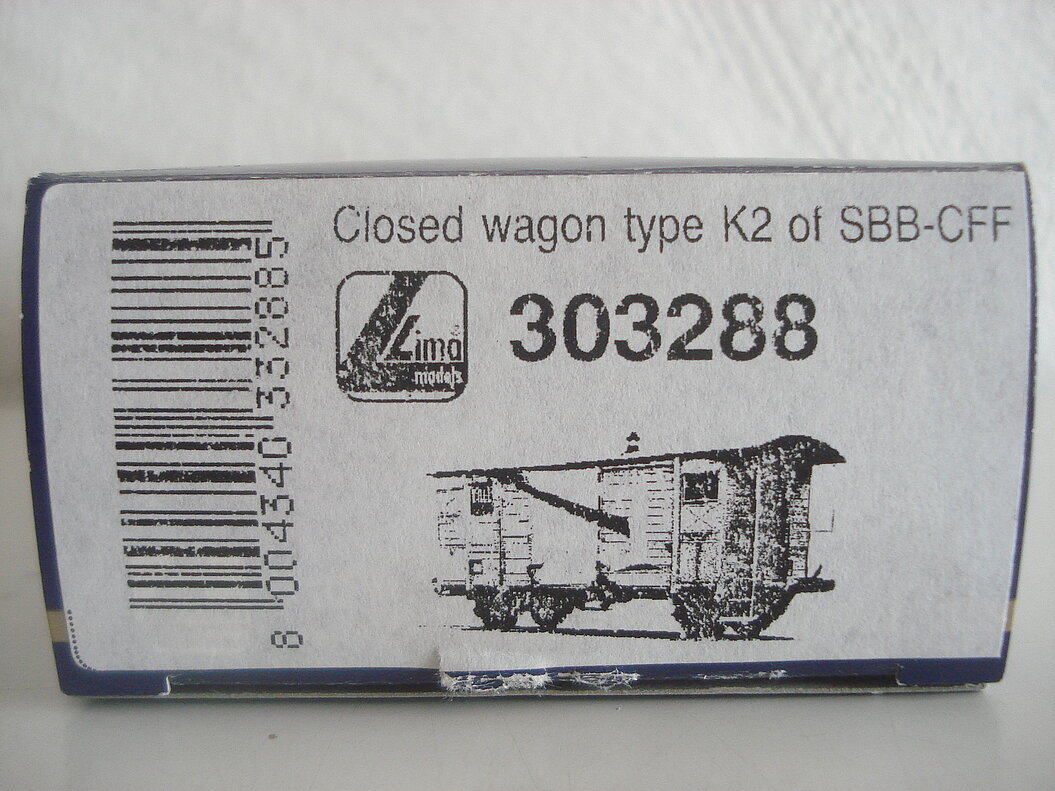 Closed wagon type K2 of SBB-CFF
Lima
models
303288
8 004340 332885